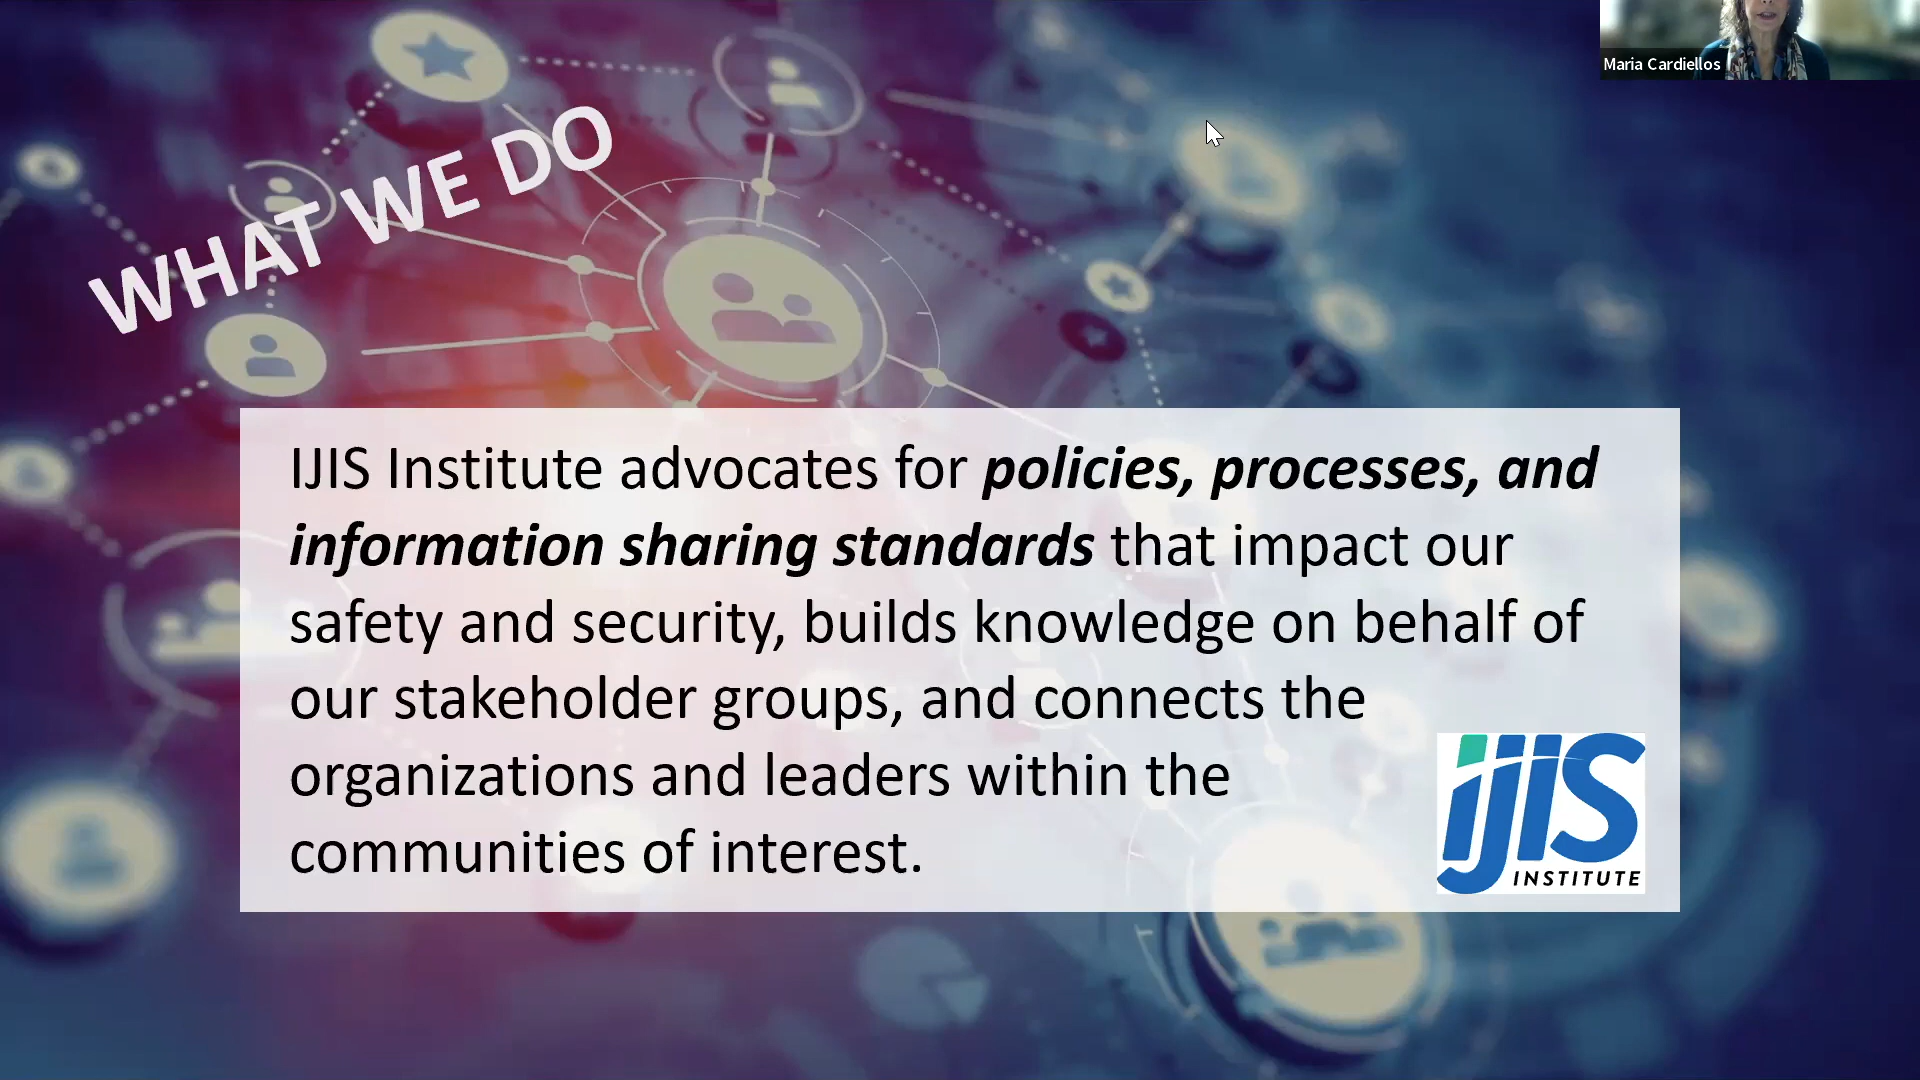 Maria Cardiellos
WHAT WE DO
IJIS Institute advocates for policies, processes, and
information sharing standards that impact our
safety and security, builds knowledge on behalf of
our stakeholder groups, and connects the
organizations and leaders within the
communities of interest.
ijis
INSTITUTE